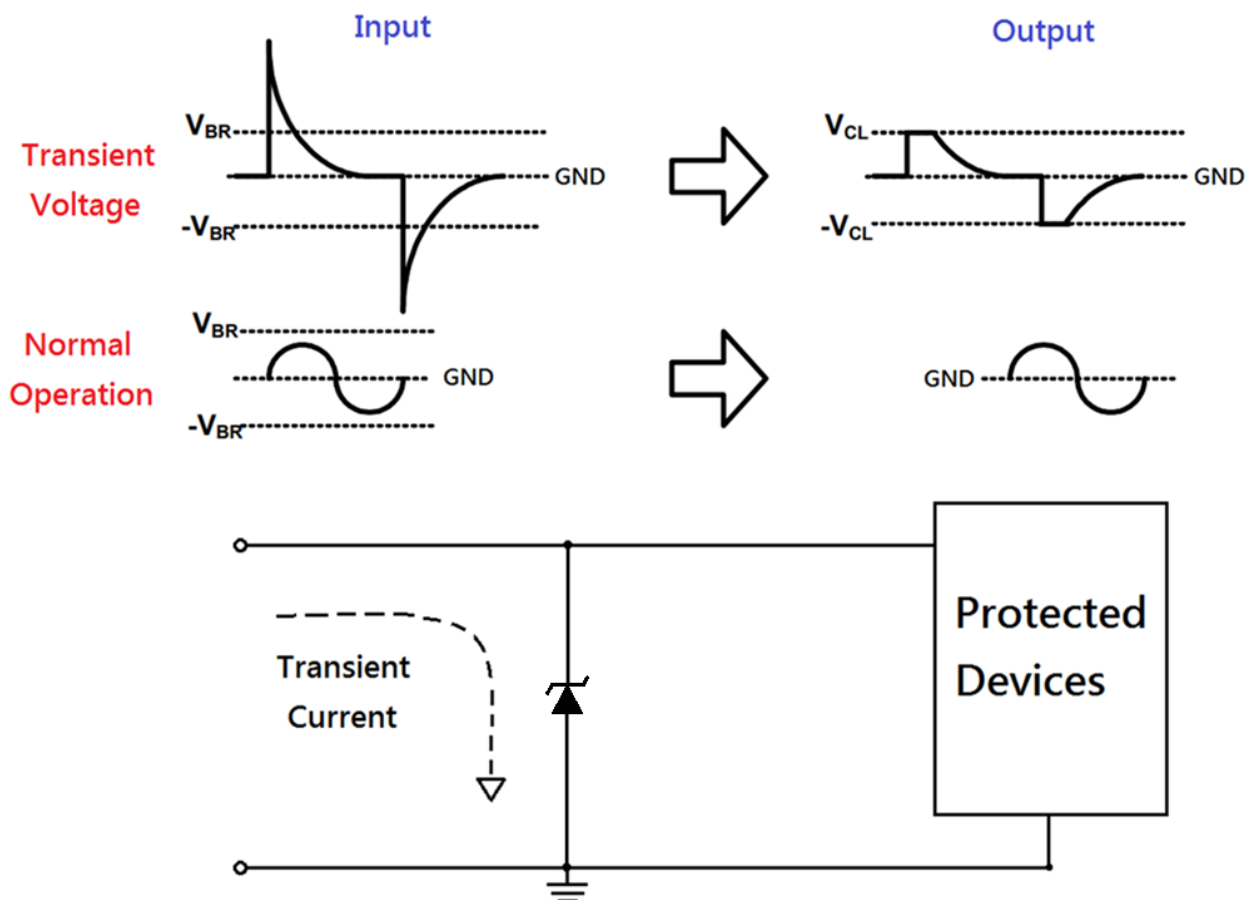 Input
Output
VBR
VCL
Transient
Voltage
GND
GND
-VBR
-VCL
VBR
Normal
Operation
GND
GND
-VBR
Protected
Devices
Transient
Current